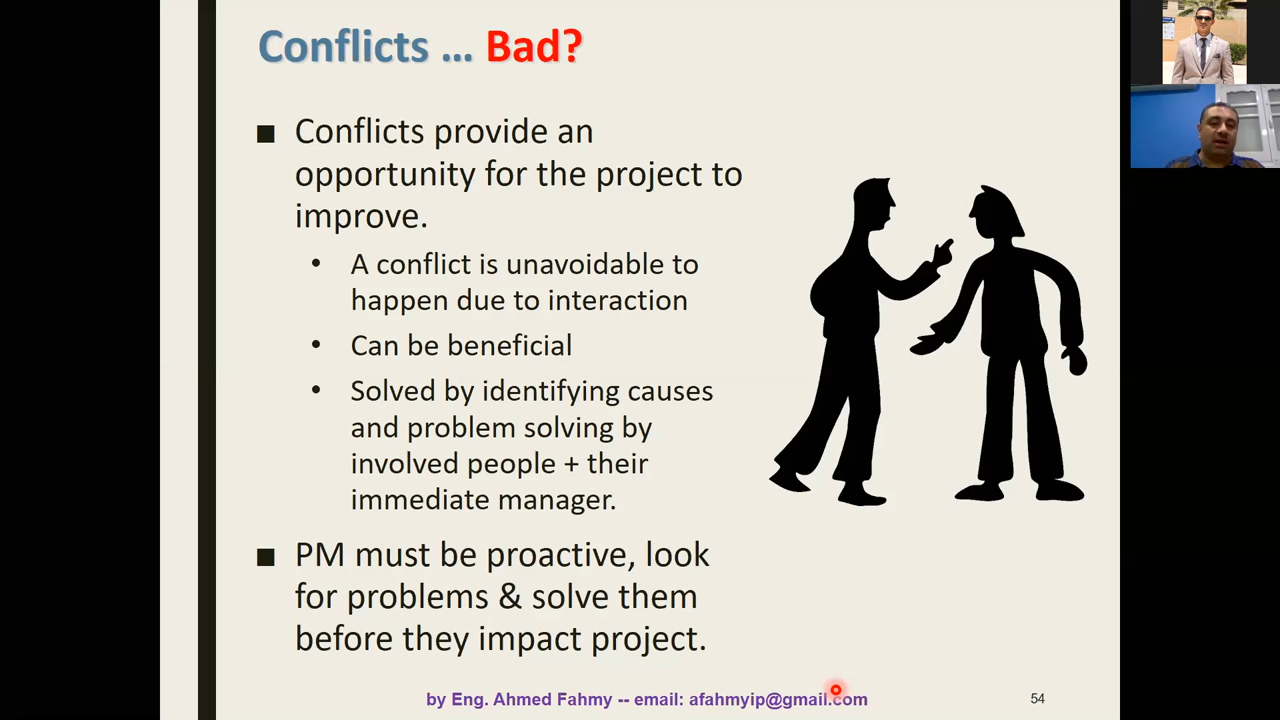 Conflicts ... Bad?
■ Conflicts provide an
opportunity for the project to
improve.
• A conflict is unavoidable to
happen due to interaction
• Can be beneficial
• Solved by identifying causes
and problem solving by
involved people + their
immediate manager.
■ PM must be proactive, look
for problems & solve them
before they impact project.
by Eng. Ahmed Fahmy -- email: afahmyip@gmail.com
54